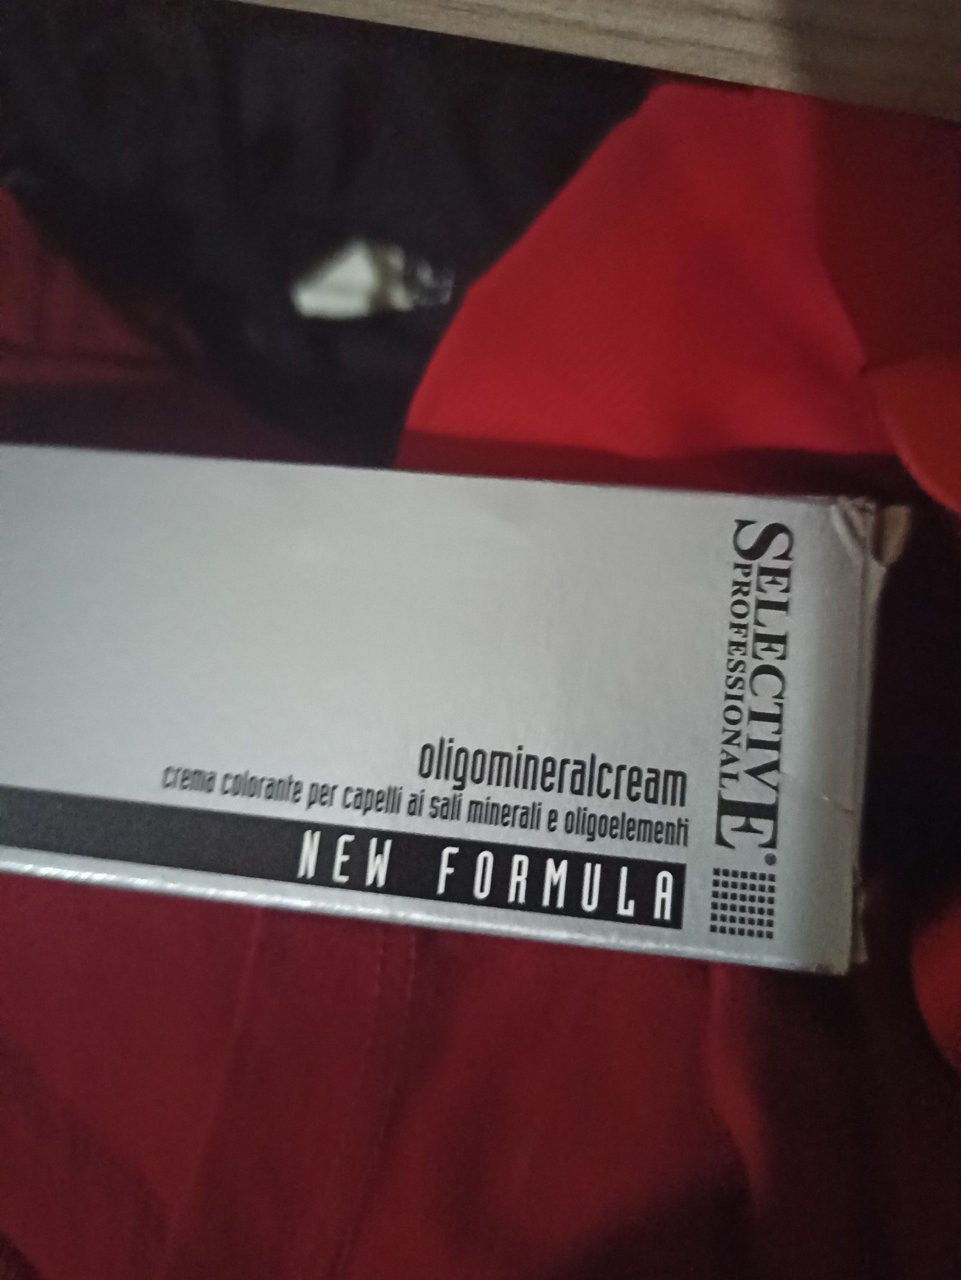 SELECTIVE®
PROFESSIONAL
oligomineralcream
crema colorante per capelli ai sali minerali e oligoelementi
NEW FORMULA